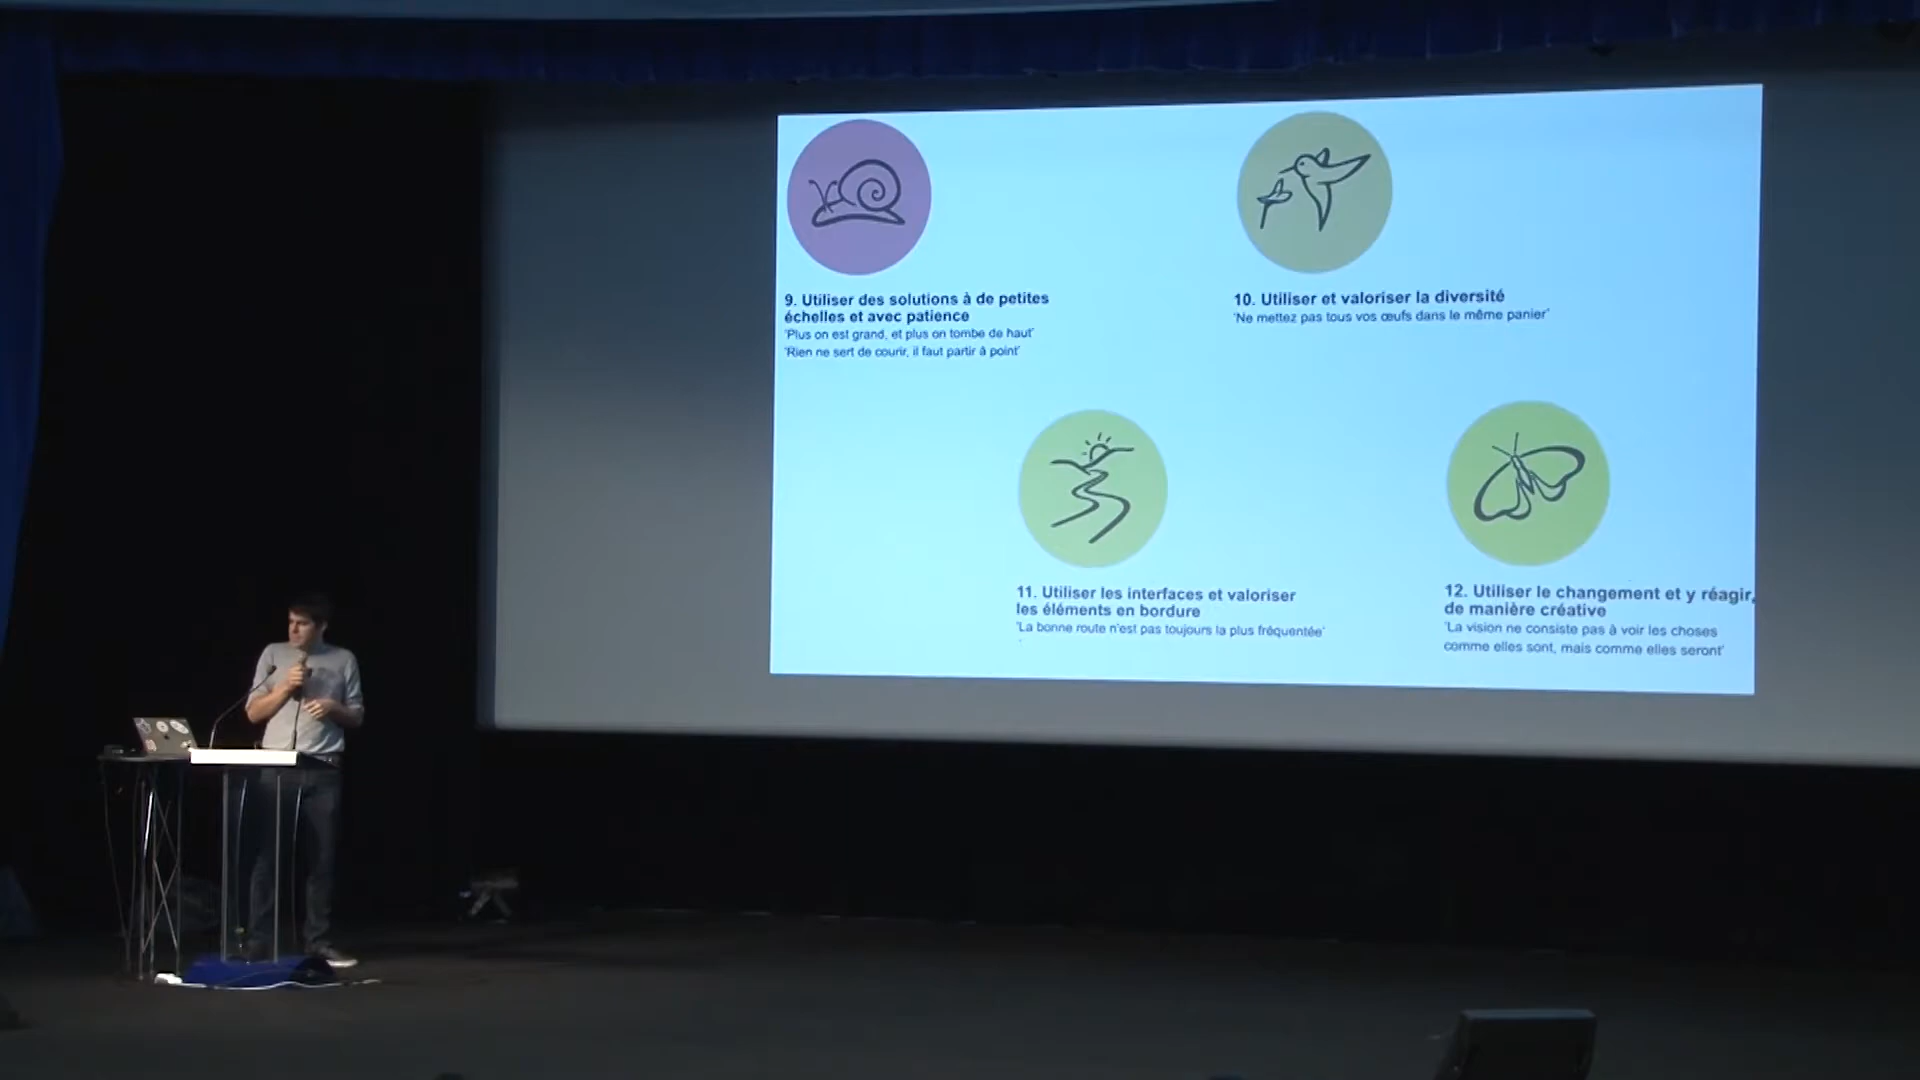 9. Utiliser des solutions à de petites
échelles et avec patience
'Plus on est grand, et plus on tombe de haut'
'Rien ne sert de courir, il faut partir à point'
10. Utiliser et valoriser la diversité
'Ne mettez pas tous vos œufs dans le même panier'
11. Utiliser les interfaces et valoriser
les éléments en bordure
'La bonne route n'est pas toujours la plus fréquentée'
12. Utiliser le changement et y réagir,
de manière créative
'La vision ne consiste pas à voir les choses
comme elles sont, mais comme elles seront'